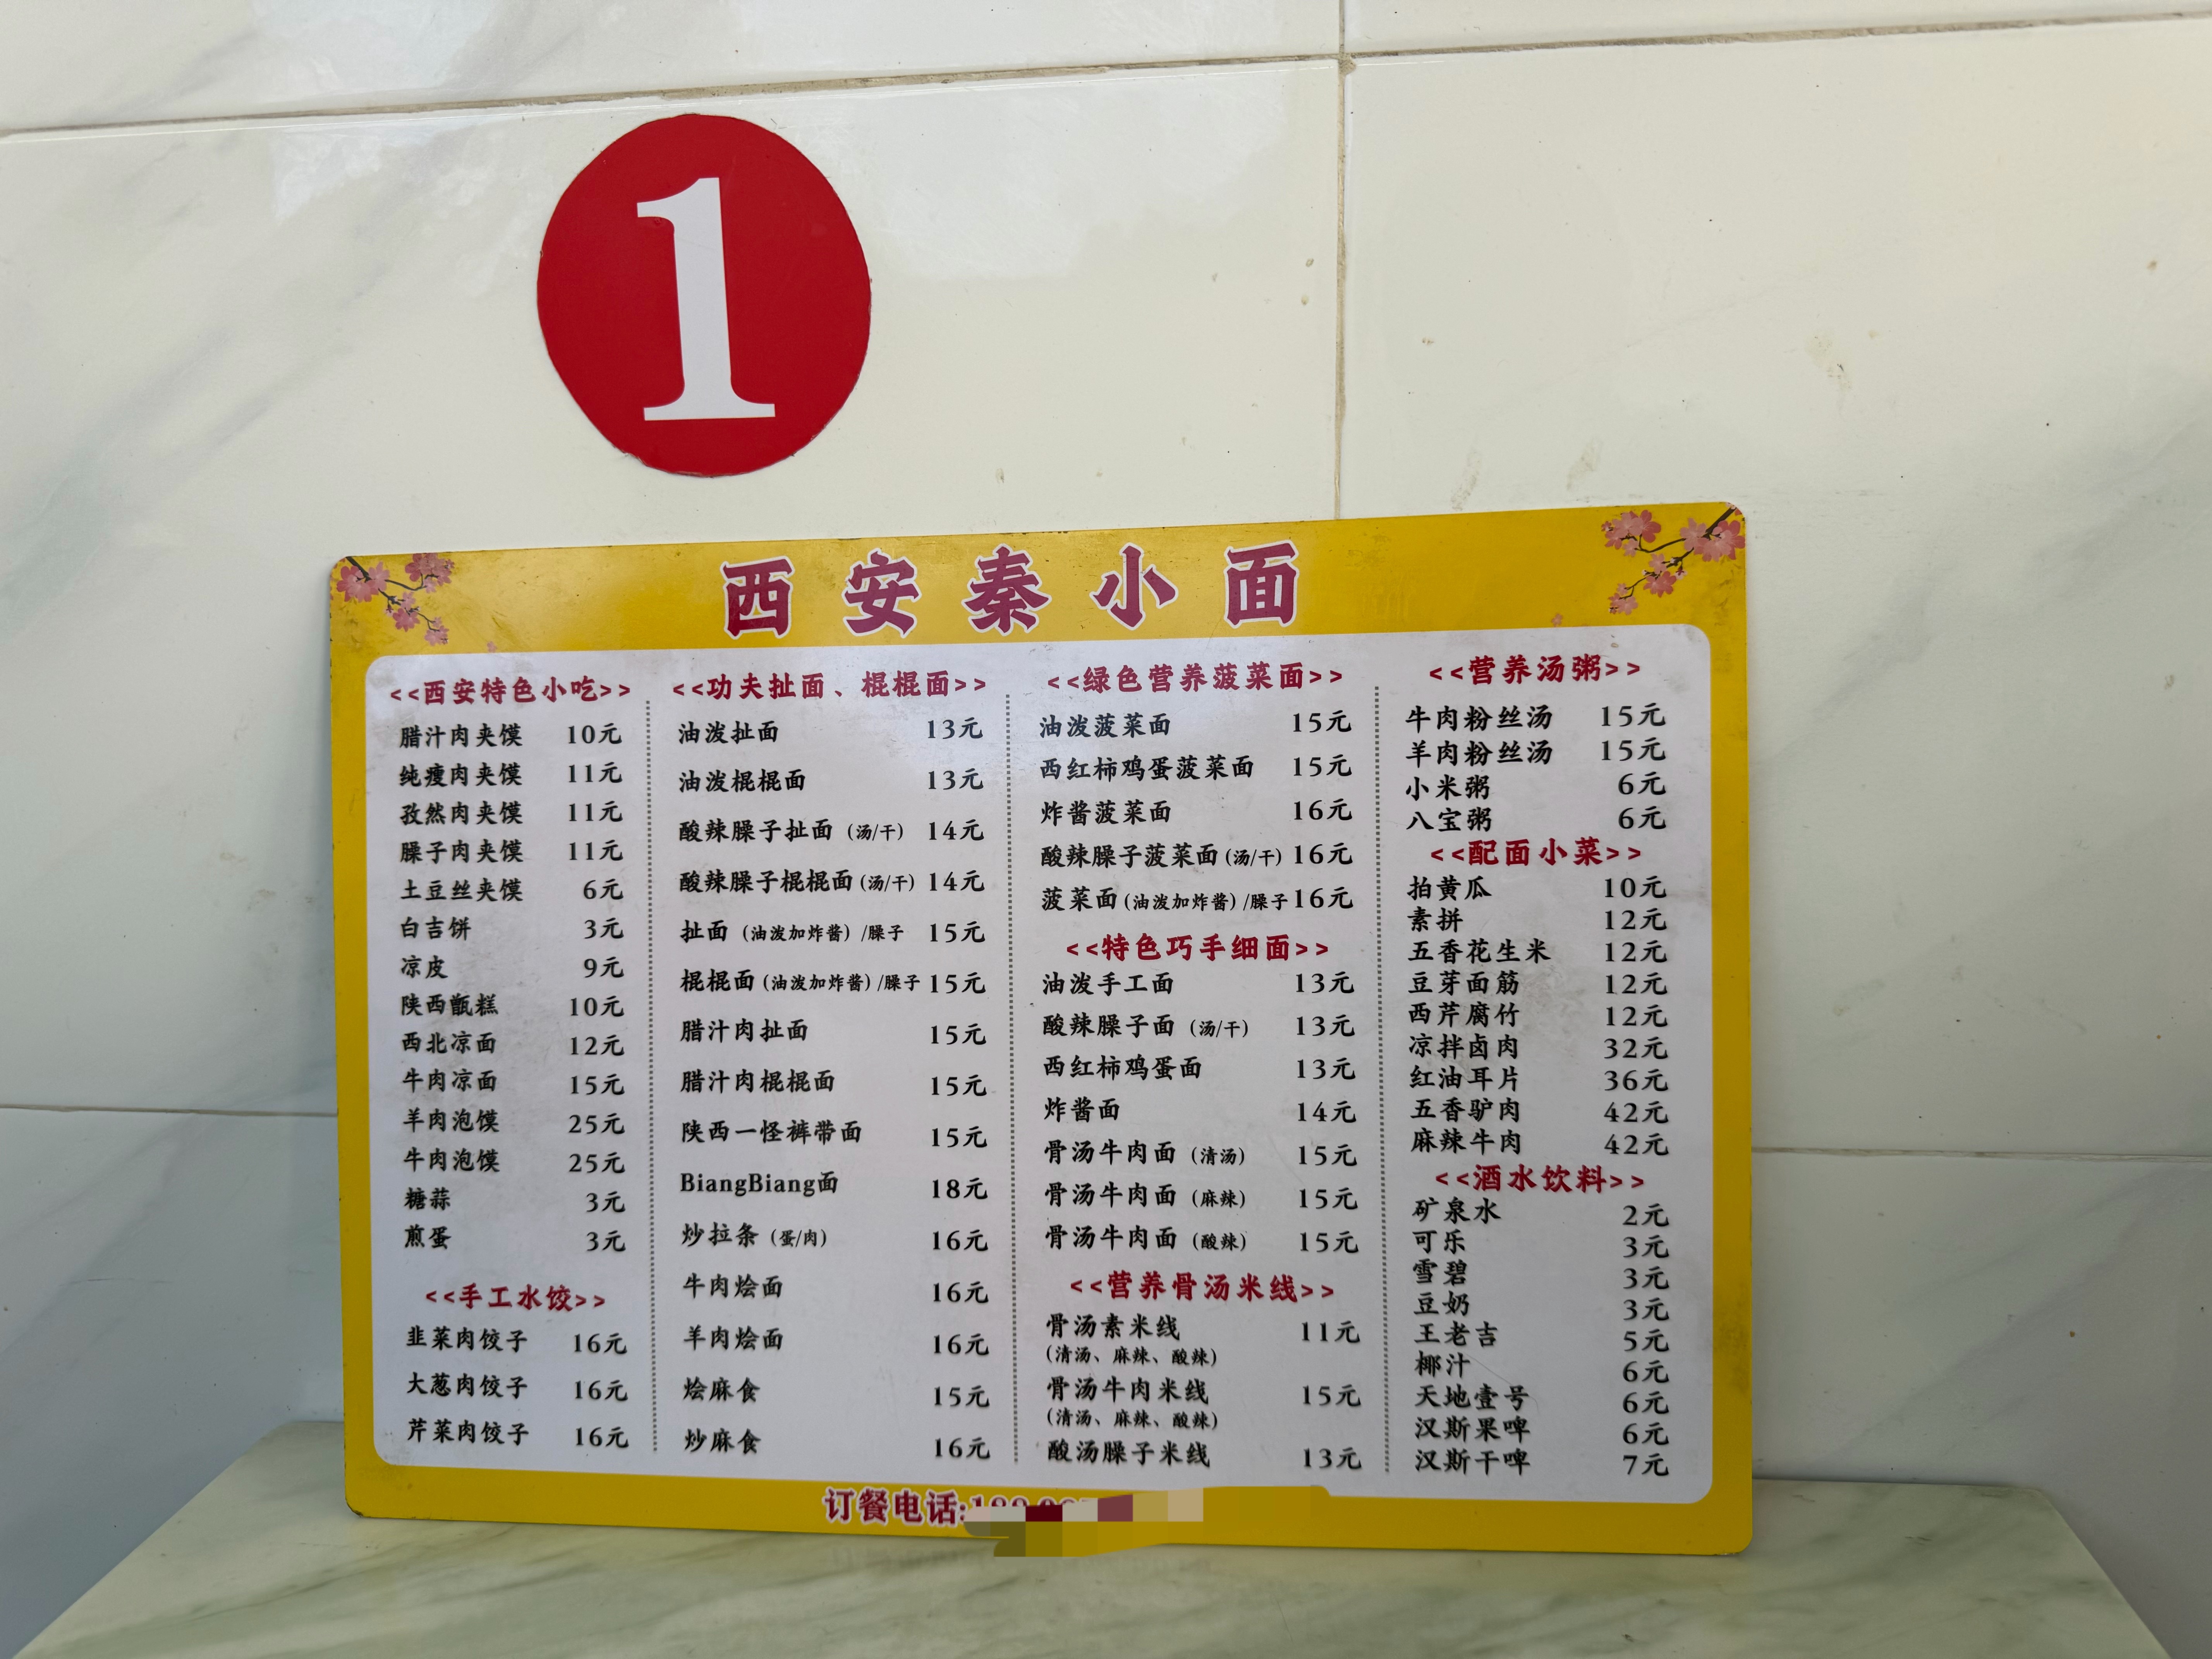 1
西安秦小面
<<西安特色小吃>>
腊汁肉夹馍 10元
纯瘦肉夹馍 11元
孜然肉夹馍 11元
臊子肉夹馍 11元
土豆丝夹馍 6元
白吉饼 3元
凉皮 9元
陕西甑糕 10元
西北凉面 12元
牛肉凉面 15元
羊肉泡馍 25元
牛肉泡馍 25元
糖蒜 3元
煎蛋 3元
<<手工水饺>>
韭菜肉饺子 16元
大葱肉饺子 16元
芹菜肉饺子 16元
<<功夫扯面、棍棍面>>
油泼扯面 13元
油泼棍棍面 13元
酸辣臊子扯面(汤/干) 14元
酸辣臊子棍棍面(汤/干) 14元
扯面(油泼加炸酱)/臊子 15元
棍棍面(油泼加炸酱)/臊子 15元
腊汁肉扯面 15元
腊汁肉棍棍面 15元
陕西一怪裤带面 15元
BiangBiang面 18元
炒拉条(蛋/肉) 16元
牛肉烩面 16元
羊肉烩面 16元
烩麻食 15元
炒麻食 16元
<<绿色营养菠菜面>>
油泼菠菜面 15元
西红柿鸡蛋菠菜面 15元
炸酱菠菜面 16元
酸辣臊子菠菜面(汤/干) 16元
菠菜面(油泼加炸酱)/臊子 16元
<<特色巧手细面>>
油泼手工面 13元
酸辣臊子面(汤/干) 13元
西红柿鸡蛋面 13元
炸酱面 14元
骨汤牛肉面(清汤) 15元
骨汤牛肉面(麻辣) 15元
骨汤牛肉面(酸辣) 15元
<<营养骨汤米线>>
骨汤素米线 11元
(清汤、麻辣、酸辣)
骨汤牛肉米线 15元
(清汤、麻辣、酸辣)
酸汤臊子米线 13元
<<营养汤粥>>
牛肉粉丝汤 15元
羊肉粉丝汤 15元
小米粥 6元
八宝粥 6元
<<配面小菜>>
拍黄瓜 10元
素拼 12元
五香花生米 12元
豆芽面筋 12元
西芹腐竹 12元
凉拌卤肉 32元
红油耳片 36元
五香驴肉 42元
麻辣牛肉 42元
<<酒水饮料>>
矿泉水 2元
可乐 3元
雪碧 3元
豆奶 3元
王老吉 5元
椰汁 6元
天地壹号 6元
汉斯果啤 6元
汉斯干啤 7元
订餐电话: